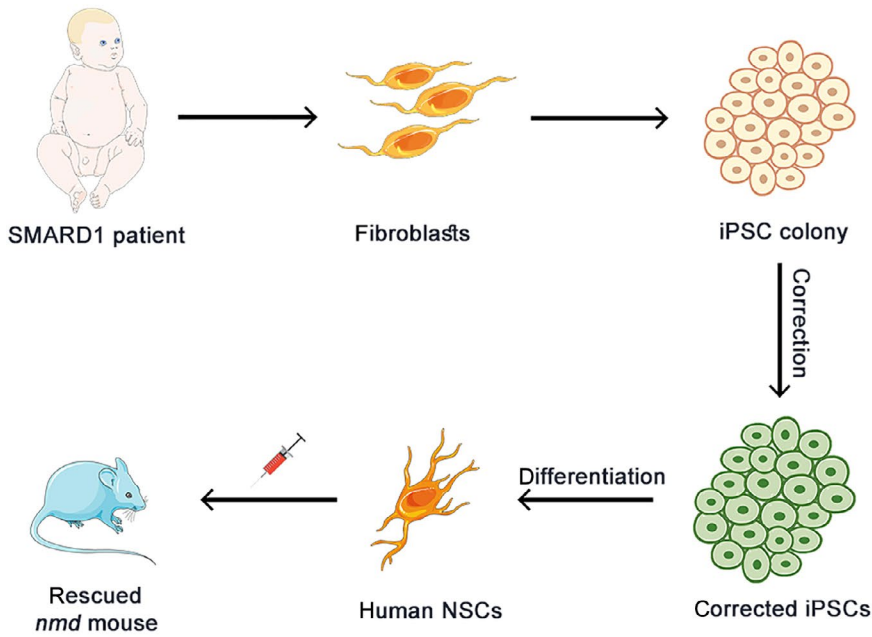 SMARD1 patient
Fibroblasts
iPSC colony
Correction
Corrected iPSCs
Differentiation
Human NSCs
Rescued
nmd mouse